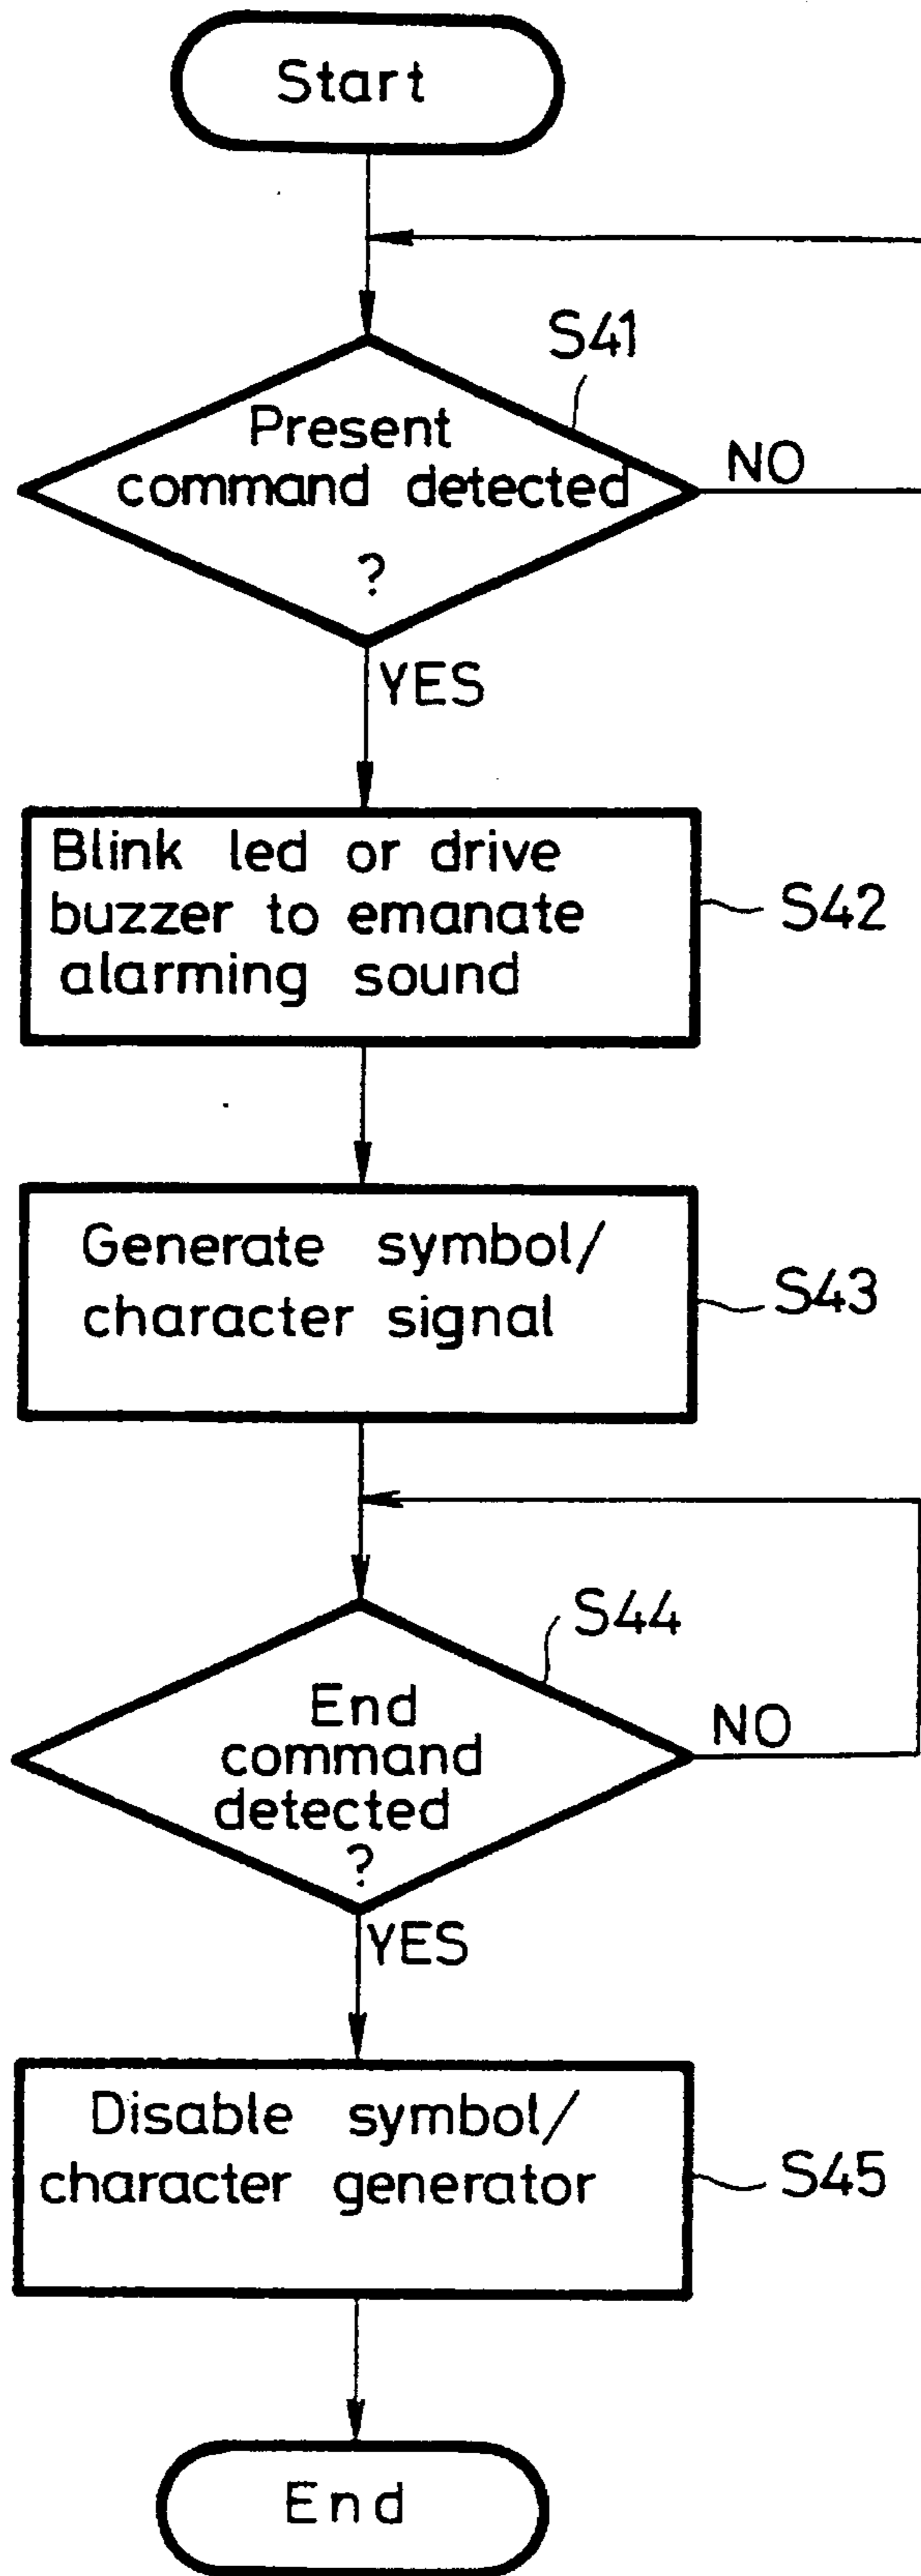 Start
S41
Present
command detected
?
NO
YES
Blink led or drive
buzzer to emanate
alarming sound
S42
Generate symbol/
character signal
S43
S44
End
command
detected
?
NO
YES
Disable symbol/
character generator
S45
End